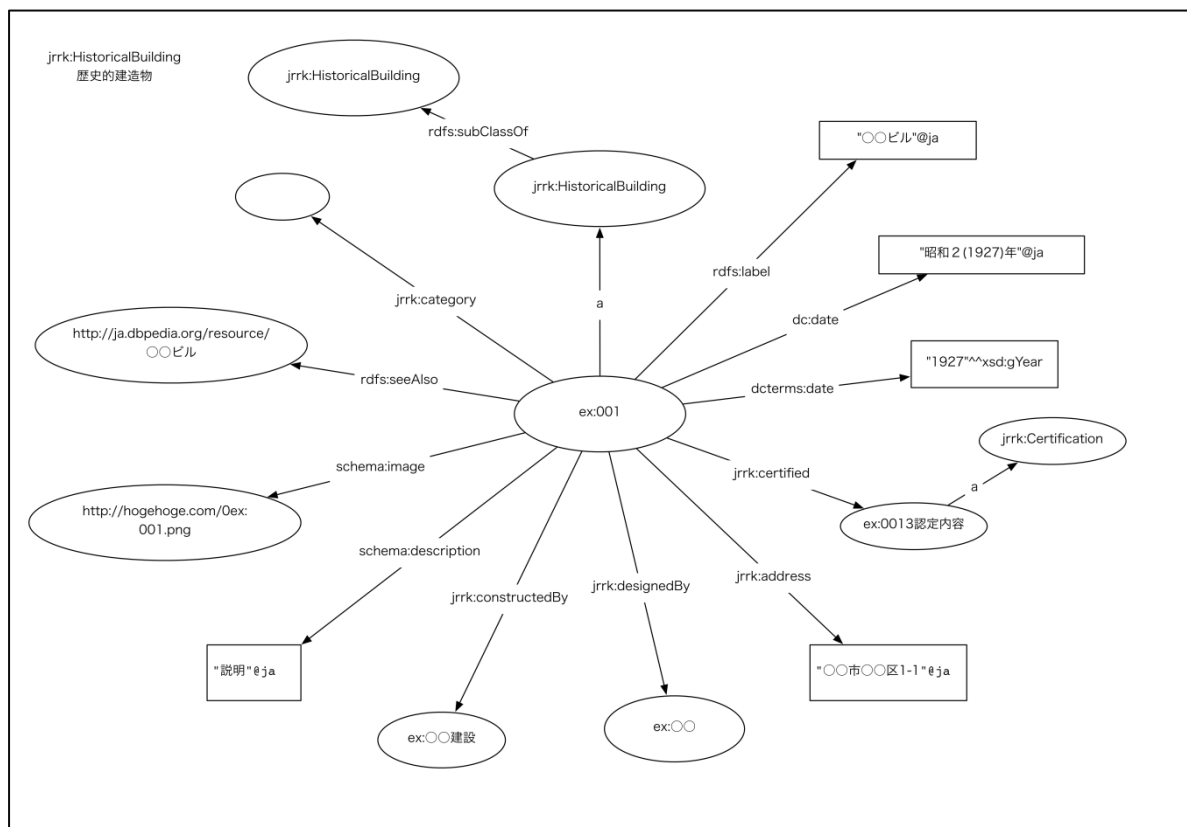 jrrk:HistoricalBuilding
歴史的建造物
jrrk:HistoricalBuilding
rdfs:subClassOf
"○○ビル"@ja
jrrk:HistoricalBuilding
"昭和２(1927)年"@ja
rdfs:label
jrrk:category
a
dc:date
http://ja.dbpedia.org/resource/
○○ビル
"1927"^^xsd:gYear
rdfs:seeAlso
dcterms:date
ex:001
jrrk:Certification
schema:image
jrrk:certified
a
http://hogehoge.com/0ex:
001.png
ex:0013認定内容
schema:description
jrrk:constructedBy
jrrk:designedBy
jrrk:address
"説明"@ja
"○○市○○区1-1"@ja
ex:○○建設
ex:○○